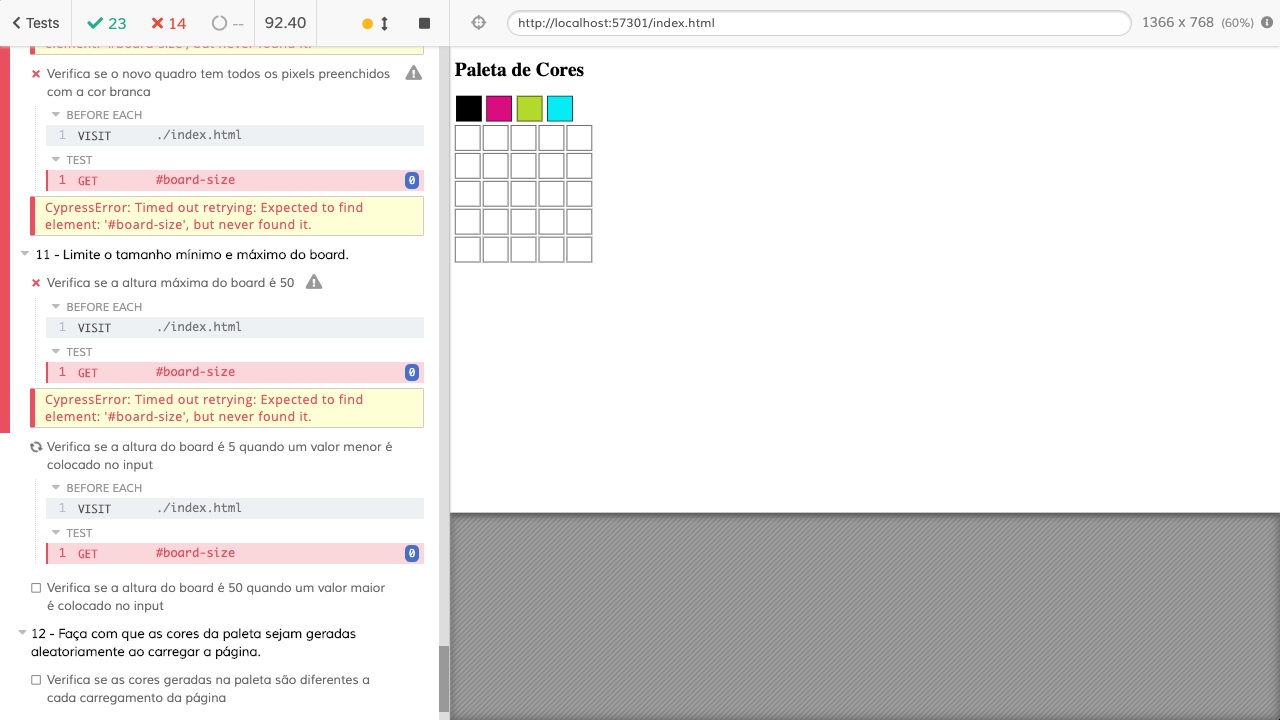 Tests
23
14
--
92.40
http://localhost:57301/index.html
1366 x 768 (60%)
element: '#board-size', but never found it.
Verifica se o novo quadro tem todos os pixels preenchidos
com a cor branca
BEFORE EACH
1 VISIT ./index.html
TEST
1 GET #board-size 0
CypressError: Timed out retrying: Expected to find
element: '#board-size', but never found it.
11 - Limite o tamanho mínimo e máximo do board.
Verifica se a altura máxima do board é 50
BEFORE EACH
1 VISIT ./index.html
TEST
1 GET #board-size 0
CypressError: Timed out retrying: Expected to find
element: '#board-size', but never found it.
Verifica se a altura do board é 5 quando um valor menor é
colocado no input
BEFORE EACH
1 VISIT ./index.html
TEST
1 GET #board-size 0
Verifica se a altura do board é 50 quando um valor maior
é colocado no input
12 - Faça com que as cores da paleta sejam geradas
aleatoriamente ao carregar a página.
Verifica se as cores geradas na paleta são diferentes a
cada carregamento da página
Paleta de Cores